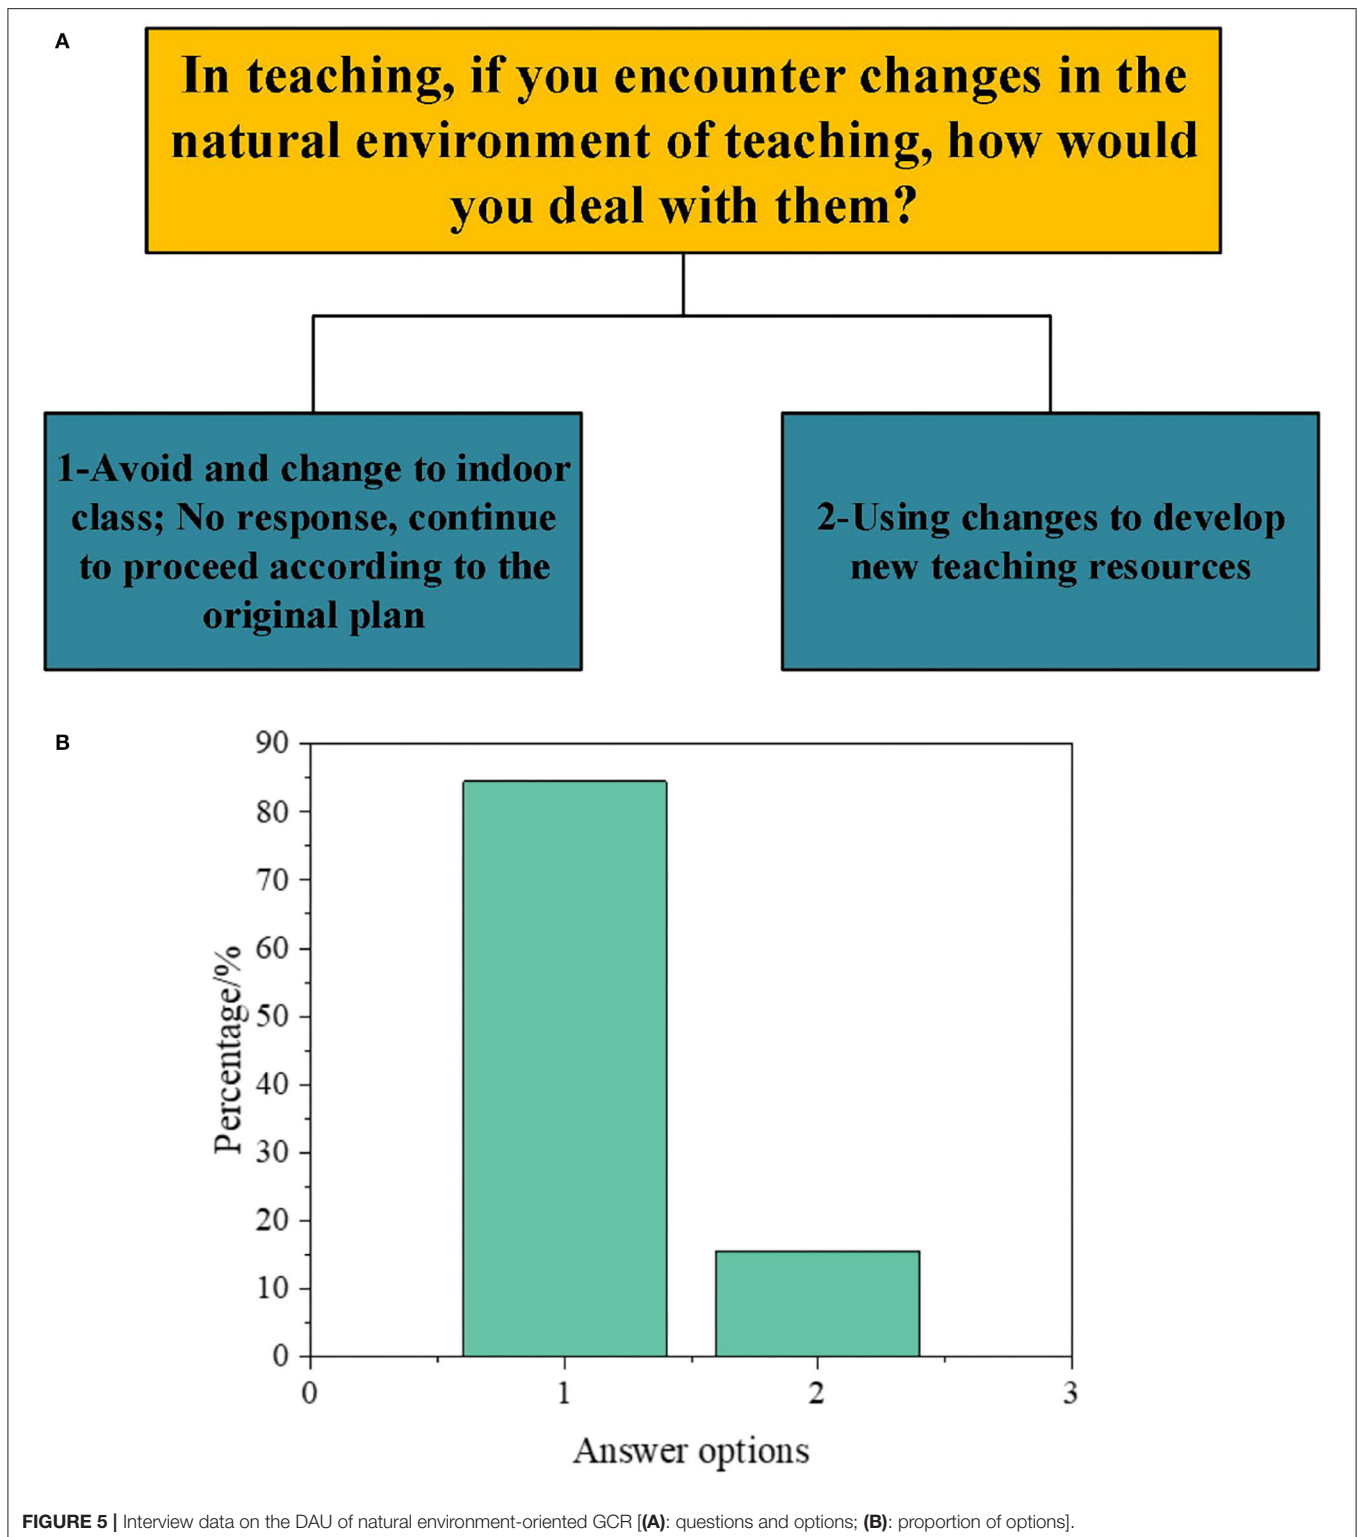 A
In teaching, if you encounter changes in the
natural environment of teaching, how would
you deal with them?
1-Avoid and change to indoor
class; No response, continue
to proceed according to the
original plan
2-Using changes to develop
new teaching resources
B
90
80
70
60
50
40
30
20
10
0
Percentage/%
0 1 2 3
Answer options
FIGURE 5 | Interview data on the DAU of natural environment-oriented GCR [(A): questions and options; (B): proportion of options].